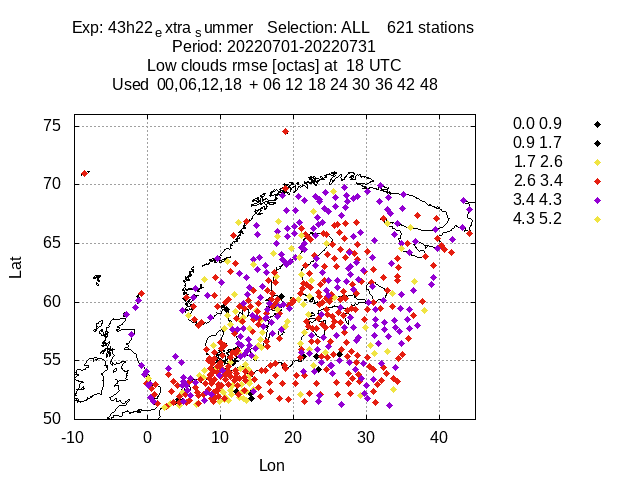 Exp: 43h22e xtras ummer Selection: ALL 621 stations
Period: 20220701-20220731
Low clouds rmse [octas] at 18 UTC
Used 00,06,12,18 + 06 12 18 24 30 36 42 48
75
70
65
60
55
50
Lat
-10 0 10 20 30 40
Lon
0.0 0.9
0.9 1.7
1.7 2.6
2.6 3.4
3.4 4.3
4.3 5.2